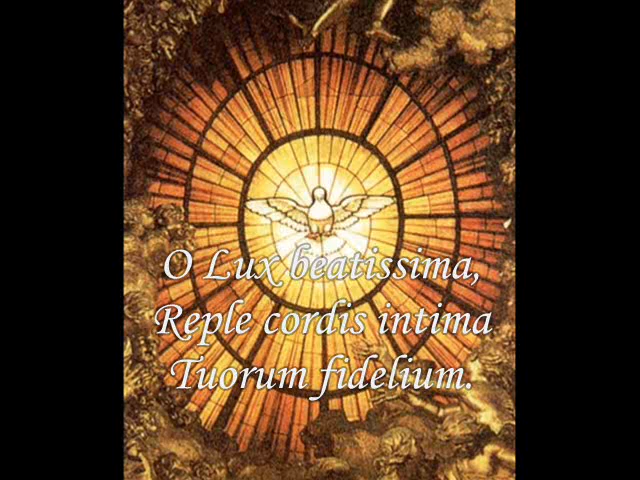 O Lux beatissima,
Reple cordis intima
Tuorum fidelium.